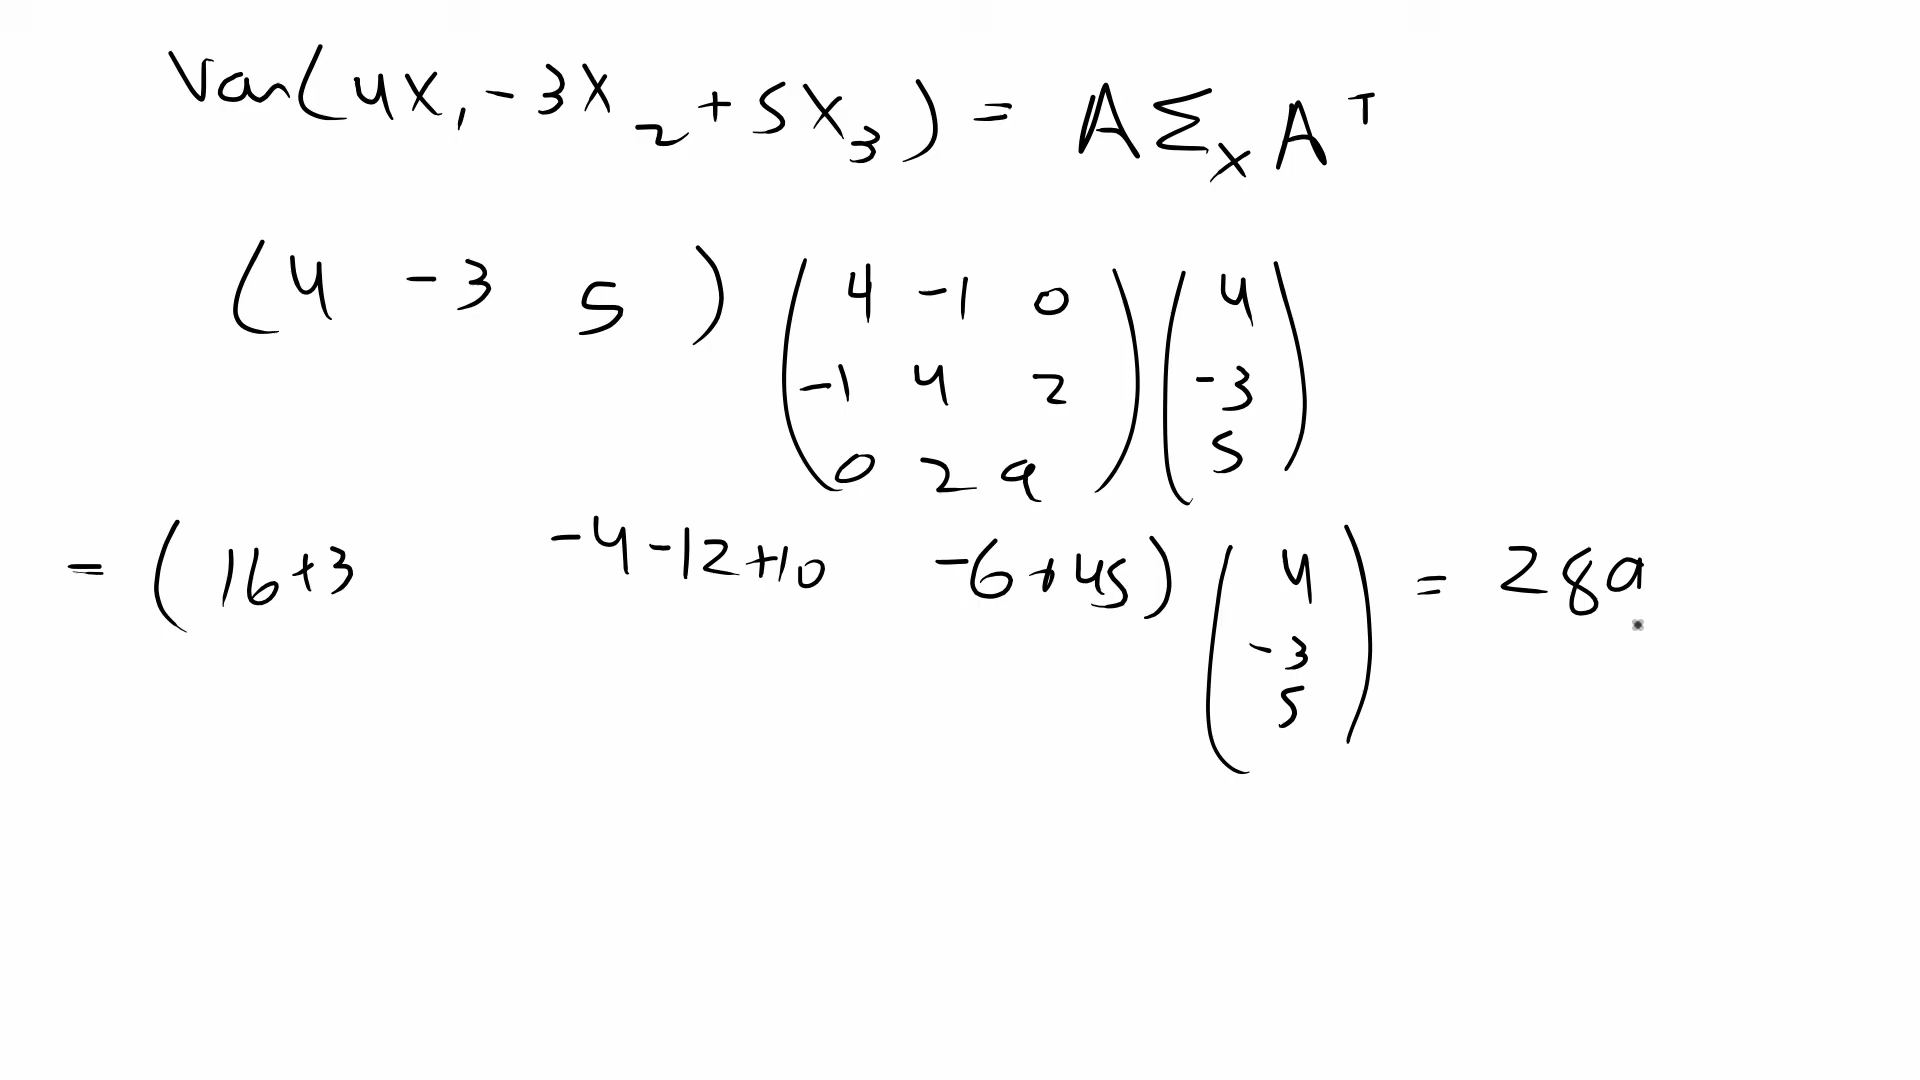 Var(4X₁ - 3X₂ + 5X₃) = AΣₓAᵀ
(4 -3 5) (4 -1 0) (4)
(-1 4 2) (-3)
(0 2 9) (5)
= (16+3 -4-12+10 -6+45) (4) = 289
(-3)
(5)